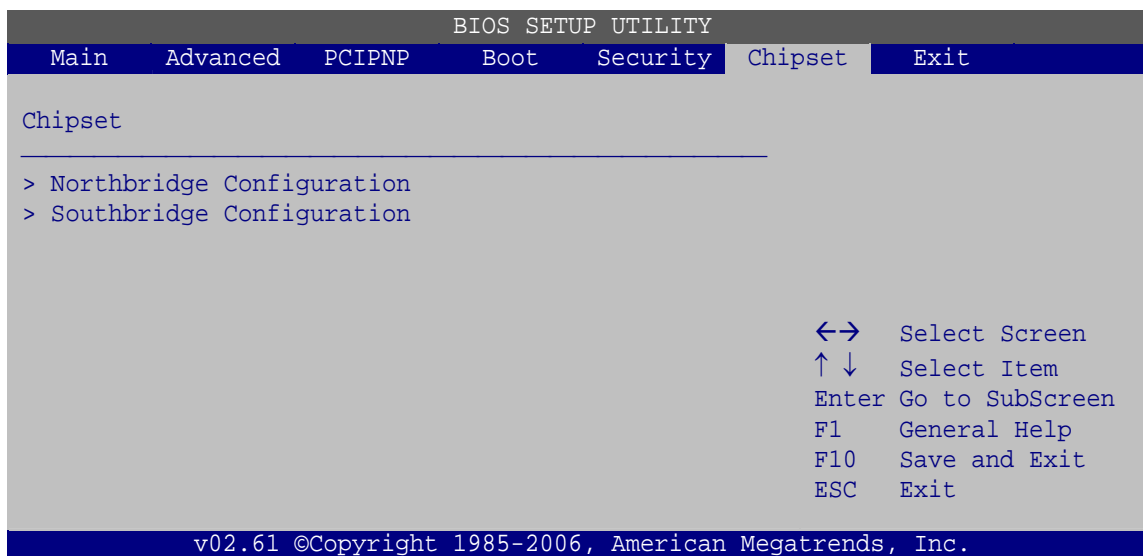 BIOS SETUP UTILITY
Main Advanced PCIPNP Boot Security Chipset Exit
Chipset
> Northbridge Configuration
> Southbridge Configuration
←→ Select Screen
↑ ↓ Select Item
Enter Go to SubScreen
F1 General Help
F10 Save and Exit
ESC Exit
v02.61 ©Copyright 1985-2006, American Megatrends, Inc.